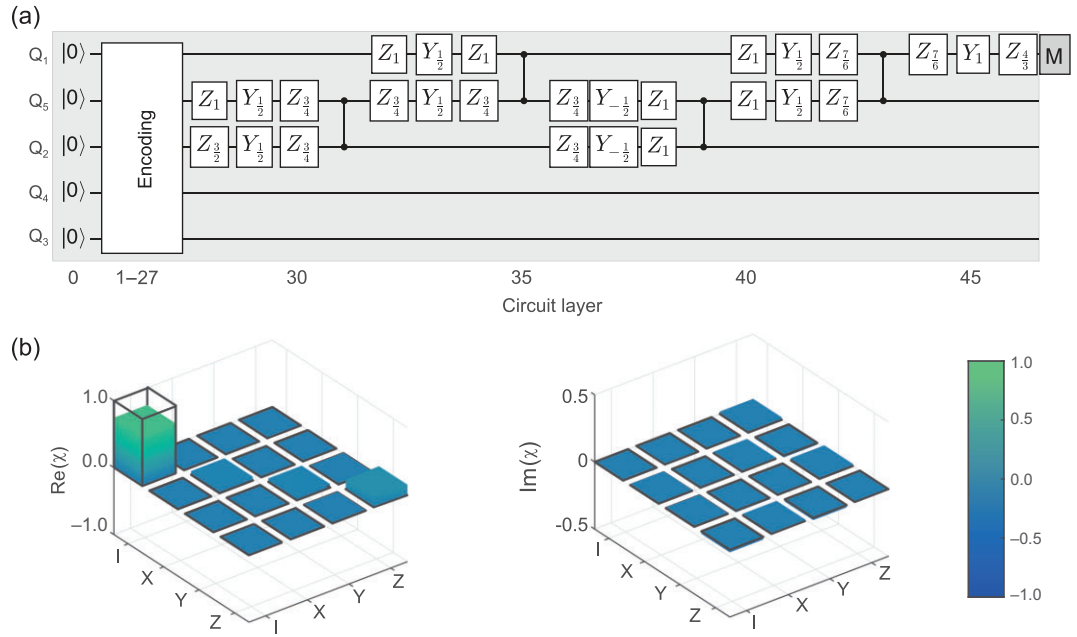 (a)
Q1 |0⟩ Z1 Y1/2 Z1 Z1 Y1/2 Z7/6 Z7/6 Y1 Z4/3 M
Q5 |0⟩ Z1 Y1/2 Z3/4 Z3/4 Y1/2 Z3/4 Z3/4 Y−1/2 Z1 Z1 Y1/2 Z7/6
Q2 |0⟩ Z3/2 Y1/2 Z3/4 Z3/4 Y−1/2 Z1
Q4 |0⟩
Q3 |0⟩
Encoding
0 1–27 30 35 40 45
Circuit layer
(b)
Re(χ)
1.0
0.0
−1.0
I X Y Z
I X Y Z
Im(χ)
0.5
0
-0.5
I X Y Z
I X Y Z
1.0
0.5
0.0
−0.5
−1.0